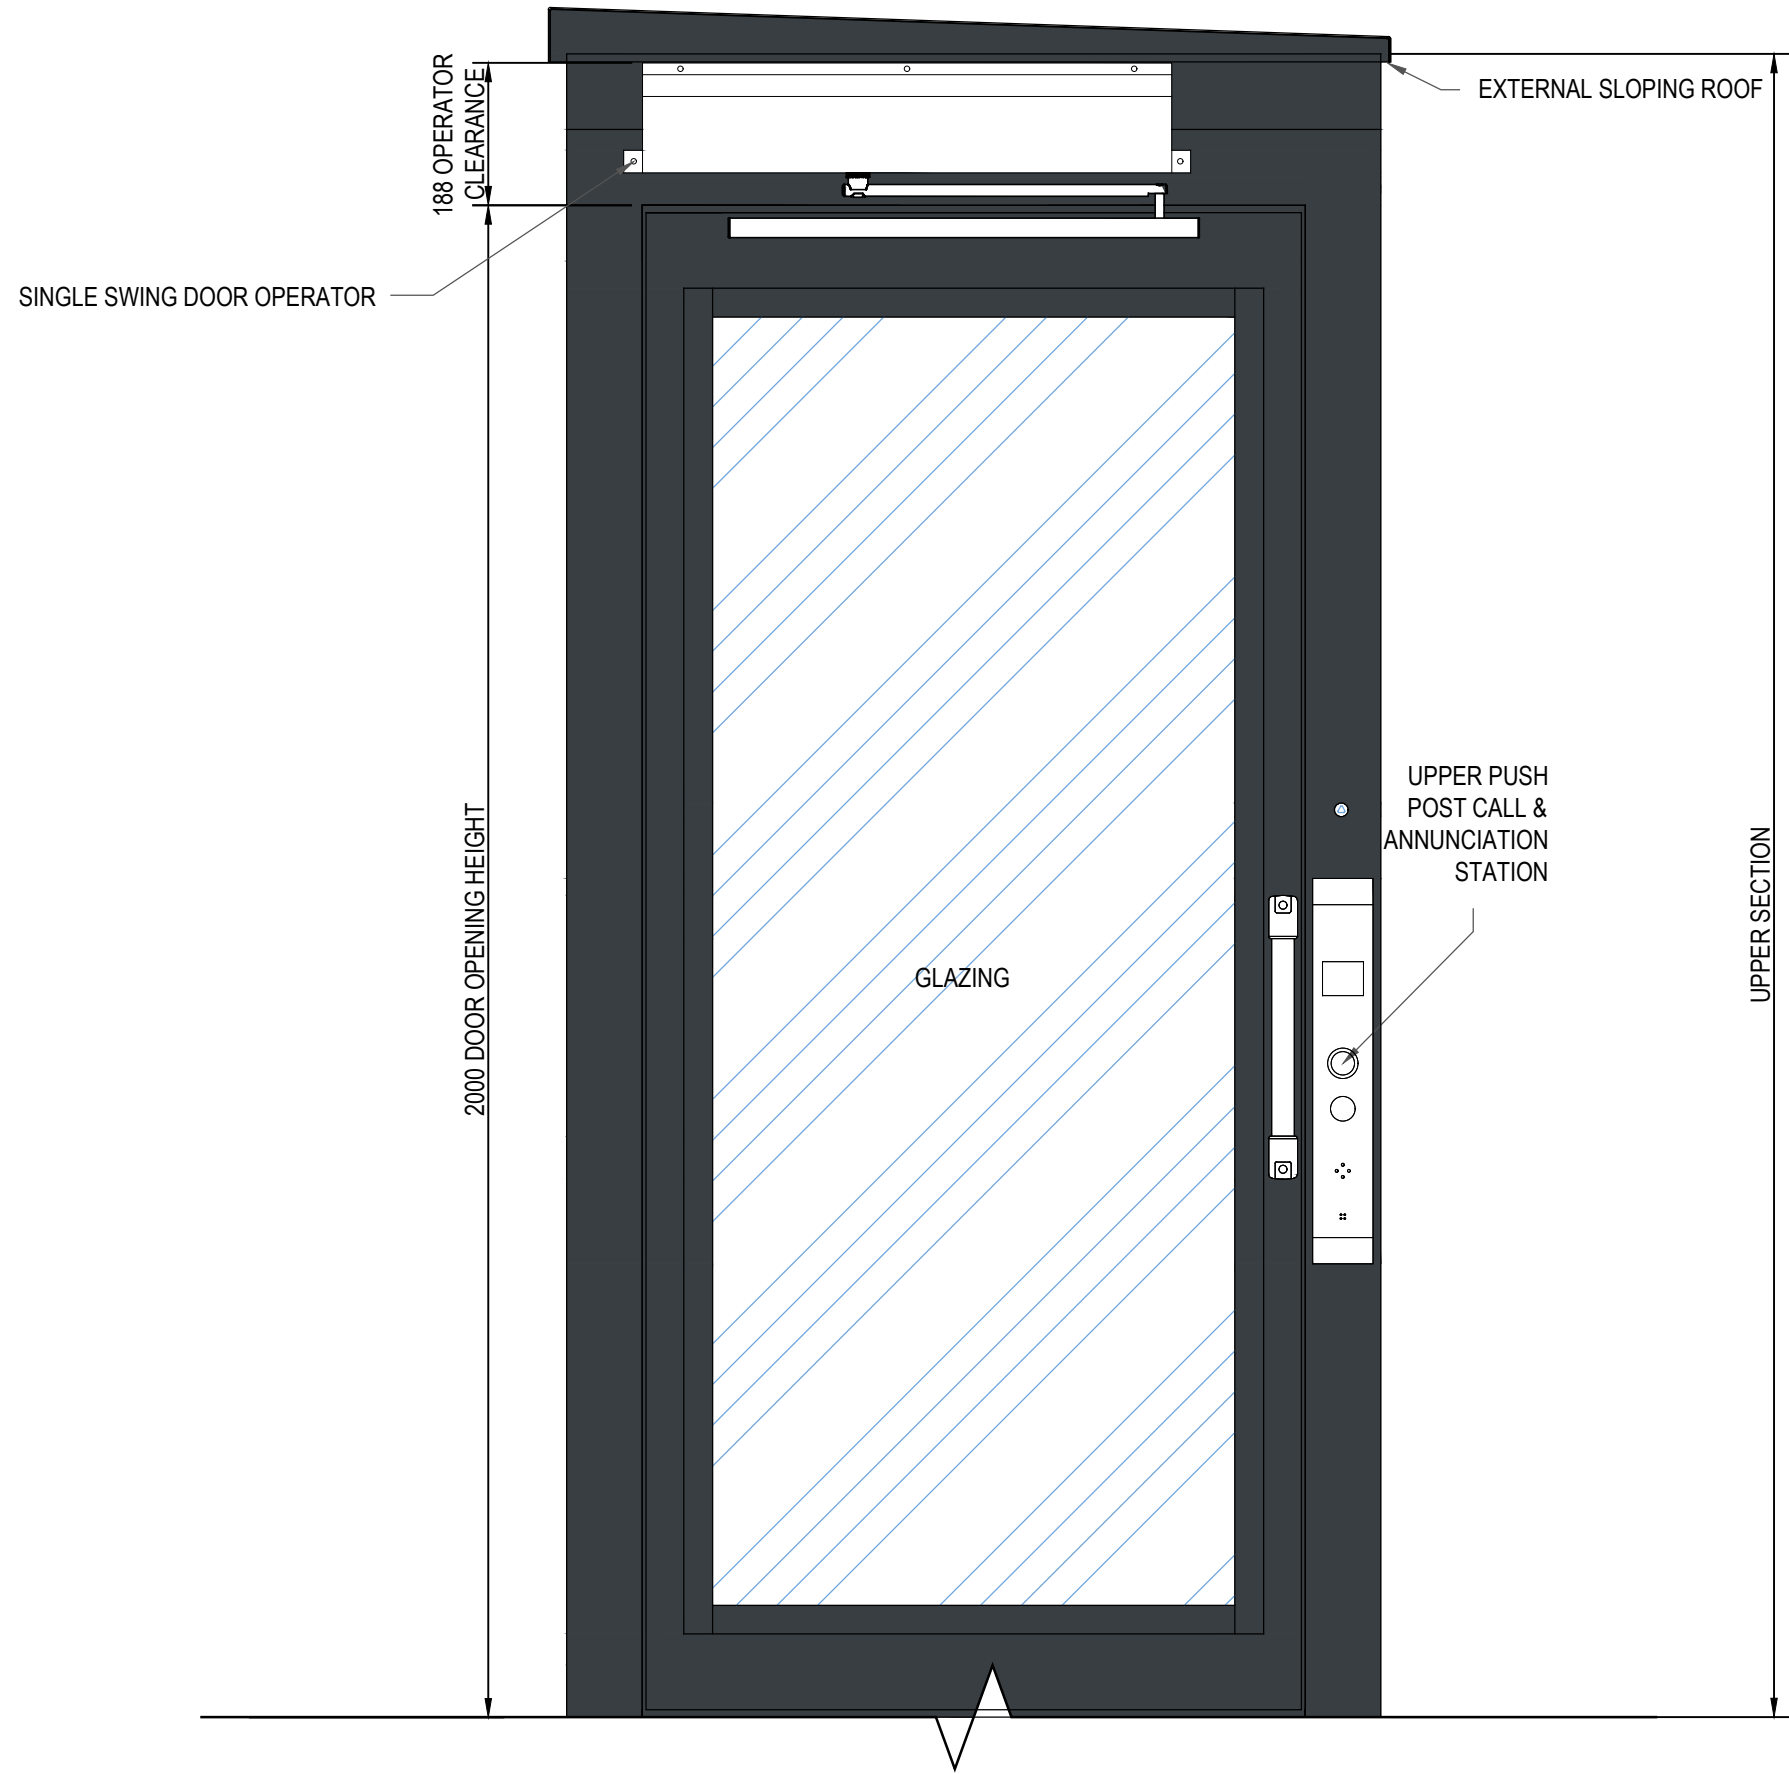 188 OPERATOR
CLEARANCE
EXTERNAL SLOPING ROOF
SINGLE SWING DOOR OPERATOR
UPPER PUSH
POST CALL &
ANNUNCIATION
STATION
2000 DOOR OPENING HEIGHT
GLAZING
UPPER SECTION